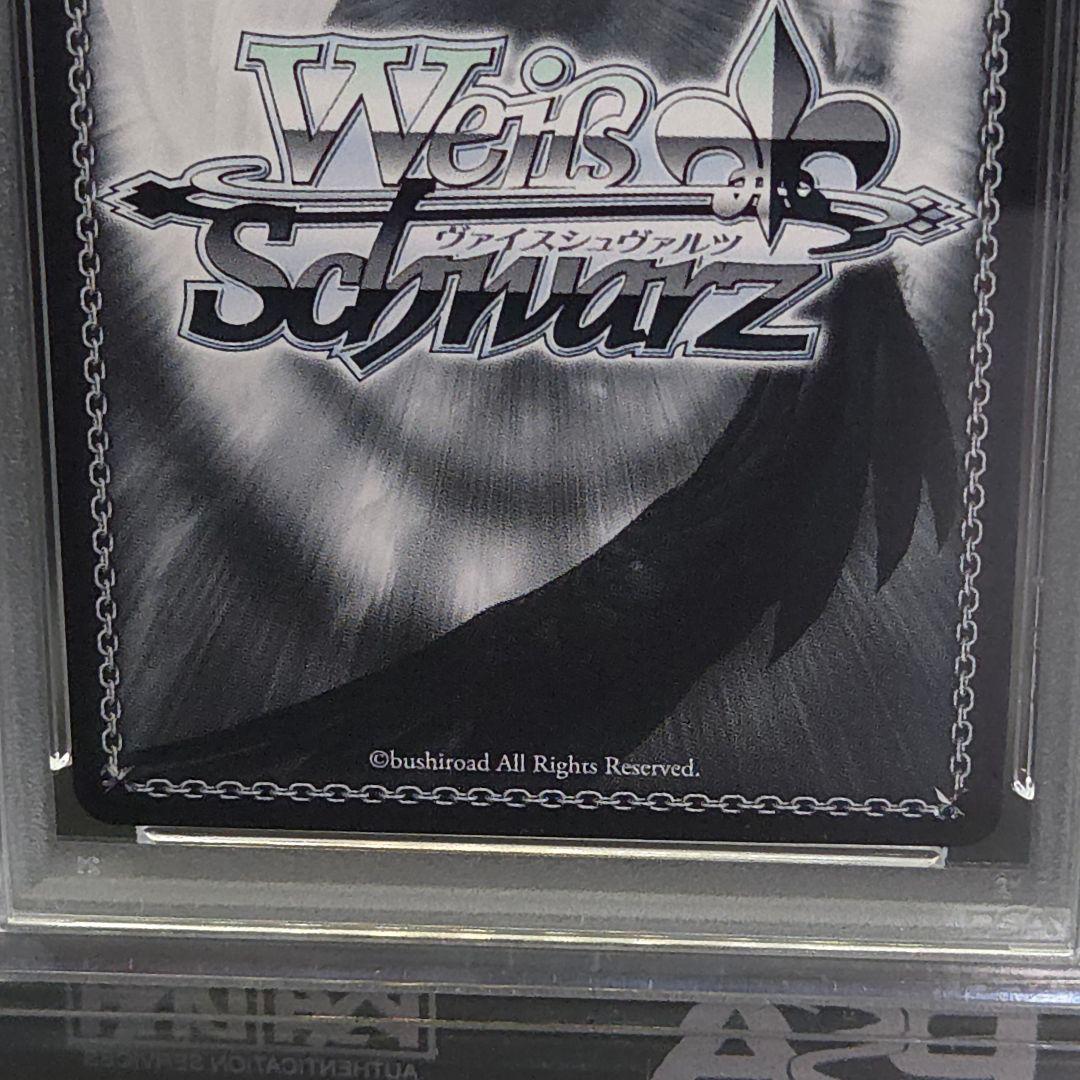 Weiß
Schwarz
ヴァイスシュヴァルツ
©bushiroad All Rights Reserved.
AUTHENTICATION SERVICES